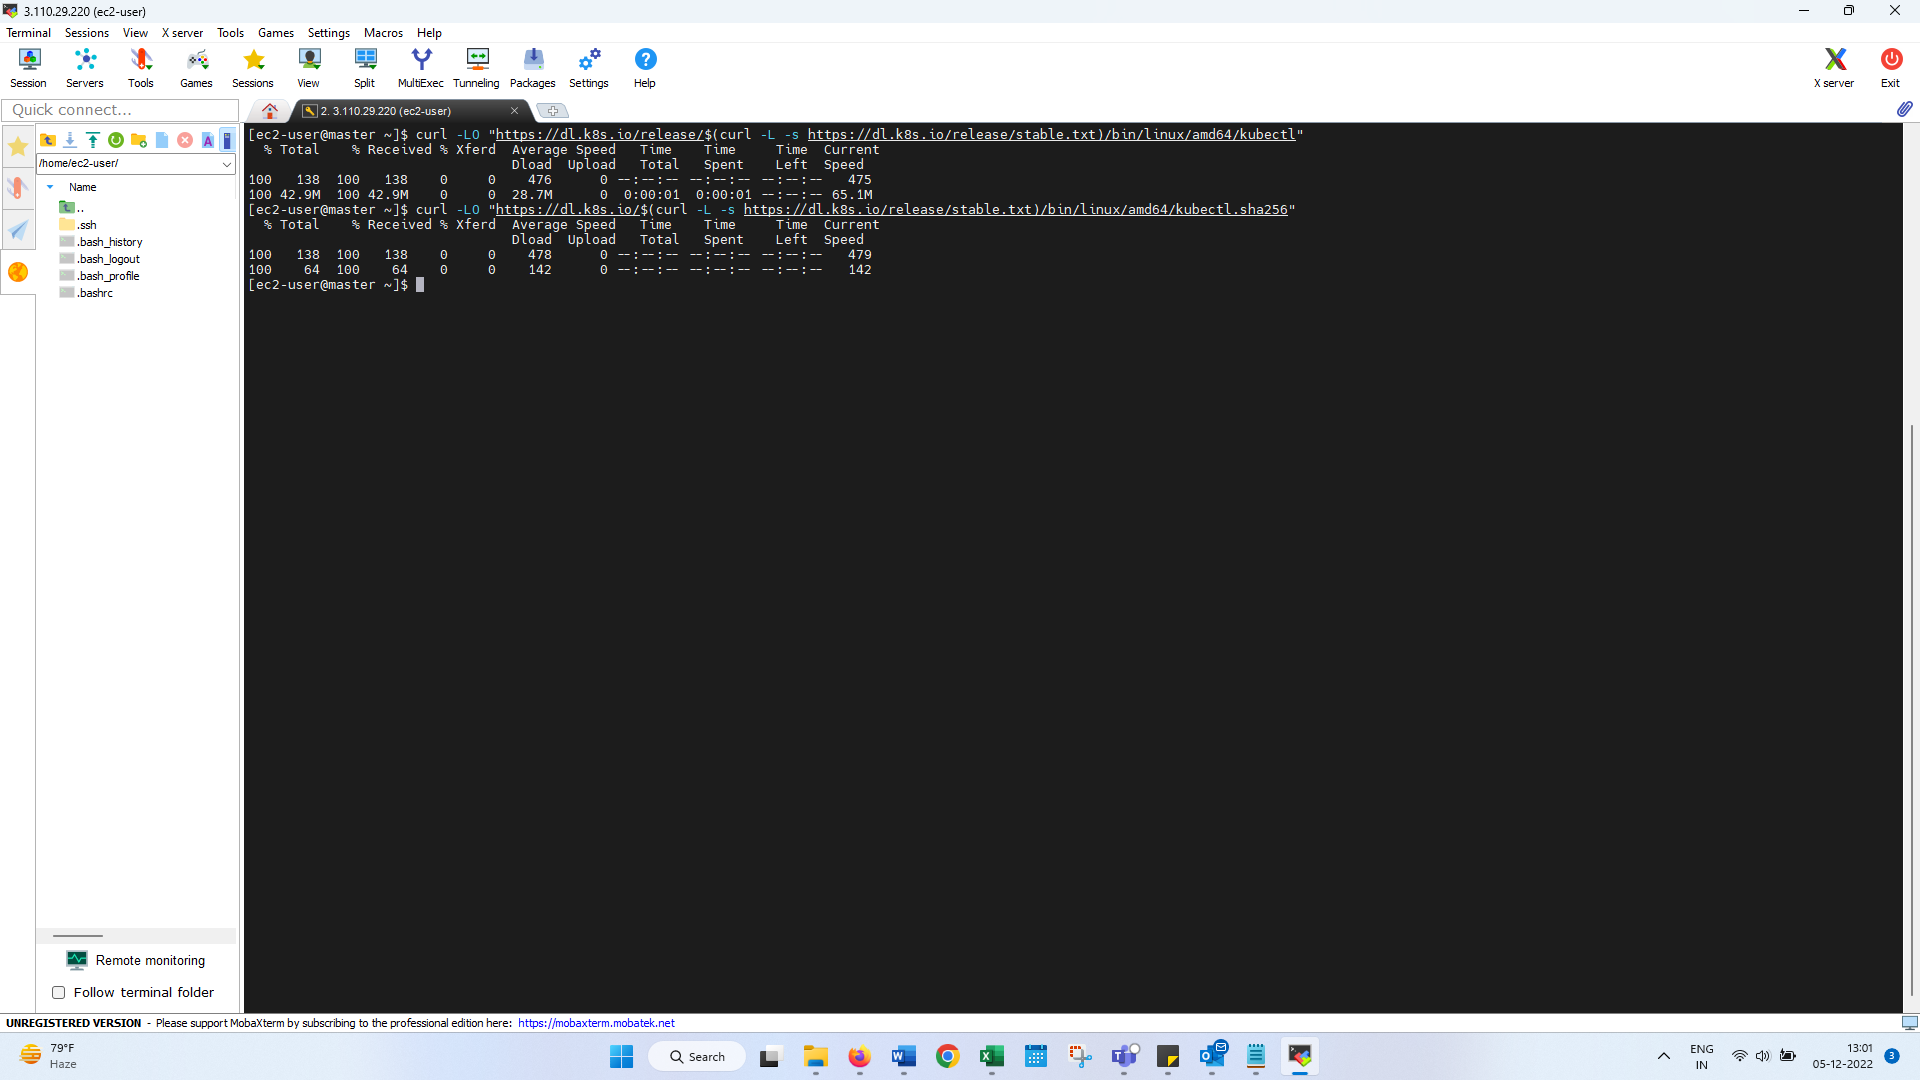 3.110.29.220 (ec2-user)
Terminal Sessions View X server Tools Games Settings Macros Help
Session Servers Tools Games Sessions View Split MultiExec Tunneling Packages Settings Help X server Exit
Quick connect...
2. 3.110.29.220 (ec2-user)
/home/ec2-user/
Name
..
.ssh
.bash_history
.bash_logout
.bash_profile
.bashrc
Remote monitoring
Follow terminal folder
[ec2-user@master ~]$ curl -LO "https://dl.k8s.io/release/$(curl -L -s https://dl.k8s.io/release/stable.txt)/bin/linux/amd64/kubectl"
  % Total    % Received % Xferd  Average Speed   Time    Time     Time  Current
                                 Dload  Upload   Total   Spent    Left  Speed
100   138  100   138    0     0    476      0 --:--:-- --:--:-- --:--:--   475
100 42.9M  100 42.9M    0     0  28.7M      0  0:00:01  0:00:01 --:--:-- 65.1M
[ec2-user@master ~]$ curl -LO "https://dl.k8s.io/$(curl -L -s https://dl.k8s.io/release/stable.txt)/bin/linux/amd64/kubectl.sha256"
  % Total    % Received % Xferd  Average Speed   Time    Time     Time  Current
                                 Dload  Upload   Total   Spent    Left  Speed
100   138  100   138    0     0    478      0 --:--:-- --:--:-- --:--:--   479
100    64  100    64    0     0    142      0 --:--:-- --:--:-- --:--:--   142
[ec2-user@master ~]$
UNREGISTERED VERSION - Please support MobaXterm by subscribing to the professional edition here: https://mobaxterm.mobatek.net
79°F
Haze
Search
ENG
IN
13:01
05-12-2022
3